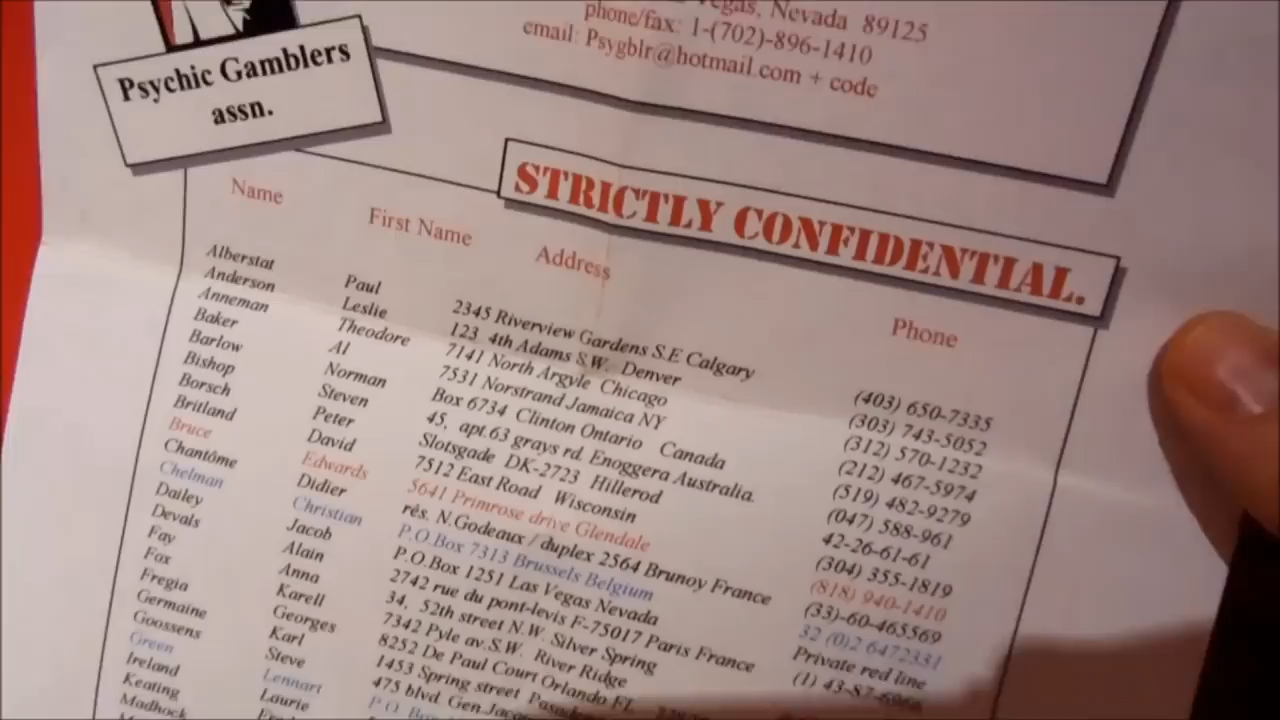 Vegas, Nevada 89125
phone/fax: 1-(702)-896-1410
email: Psygblr@hotmail.com + code
Psychic Gamblers
assn.
STRICTLY CONFIDENTIAL.
Name First Name Address Phone
Alberstat Paul 2345 Riverview Gardens S.E Calgary (403) 650-7335
Anderson Leslie 123 4th Adams S.W. Denver (303) 743-5052
Anneman Theodore 7141 North Argyle Chicago (312) 570-1232
Baker Al 7531 Norstrand Jamaica NY (212) 467-5974
Barlow Norman Box 6734 Clinton Ontario Canada (519) 482-9279
Bishop Steven 45, apt.63 grays rd. Enoggera Australia. (047) 588-961
Borsch Peter Slotsgade DK-2723 Hillerod 42-26-61-61
Britland David 7512 East Road Wisconsin (304) 355-1819
Bruce Edwards 5641 Primrose drive Glendale (818) 940-1410
Chantôme Didier rés. N.Godeaux / duplex 2564 Brunoy France (33)-60-465569
Chelman Christian P.O.Box 7313 Brussels Belgium 32 (0)2 6472331
Dailey Jacob P.O.Box 1251 Las Vegas Nevada Private red line
Devals Alain 2742 rue du pont-levis F-75017 Paris France (1) 43-87-
Fay Anna 34, 52th street N.W. Silver Spring
Fox Karell 7342 Pyle av.S.W. River Ridge
Fregia Georges 8252 De Paul Court Orlando FL
Germaine Karl 1453 Spring street
Goossens Steve 475 blvd.
Green Lennart P.O.
Ireland Laurie
Keating
Madhock